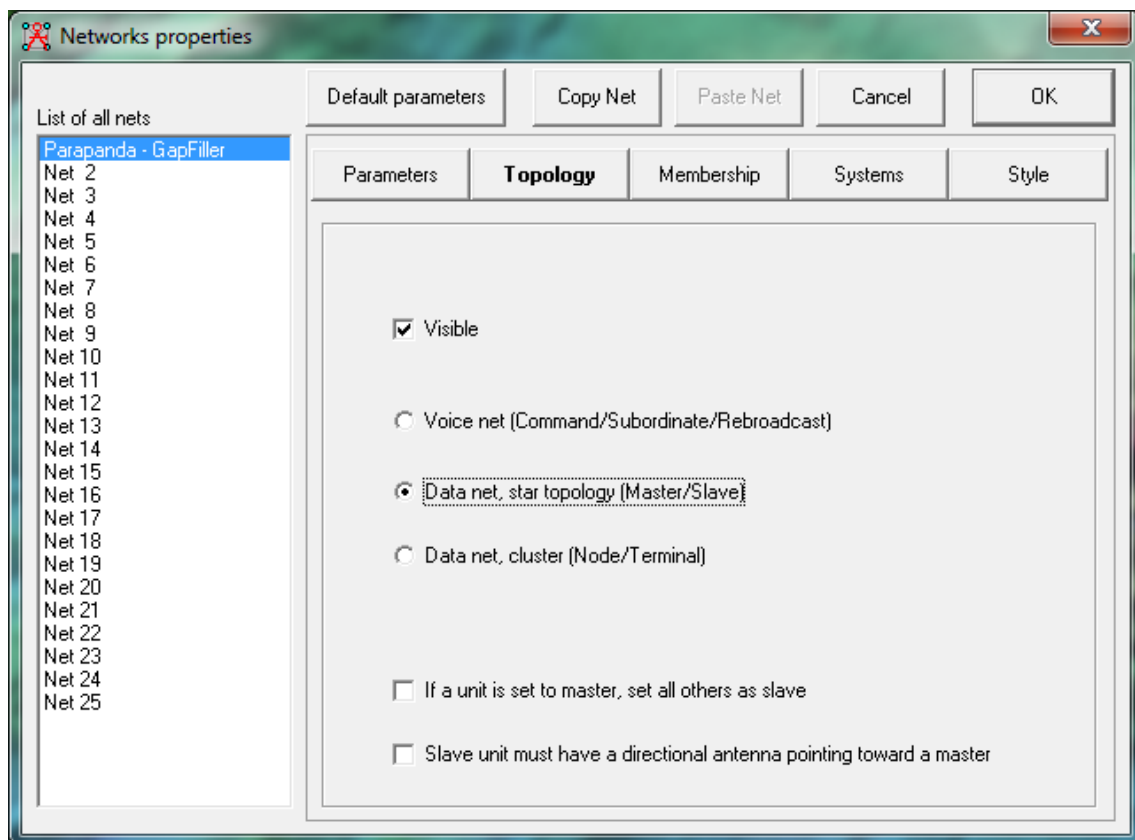 Networks properties
Default parameters
Copy Net
Paste Net
Cancel
OK
List of all nets
Parapanda - GapFiller
Net 2
Net 3
Net 4
Net 5
Net 6
Net 7
Net 8
Net 9
Net 10
Net 11
Net 12
Net 13
Net 14
Net 15
Net 16
Net 17
Net 18
Net 19
Net 20
Net 21
Net 22
Net 23
Net 24
Net 25
Parameters
Topology
Membership
Systems
Style
Visible
Voice net (Command/Subordinate/Rebroadcast)
Data net, star topology (Master/Slave)
Data net, cluster (Node/Terminal)
If a unit is set to master, set all others as slave
Slave unit must have a directional antenna pointing toward a master